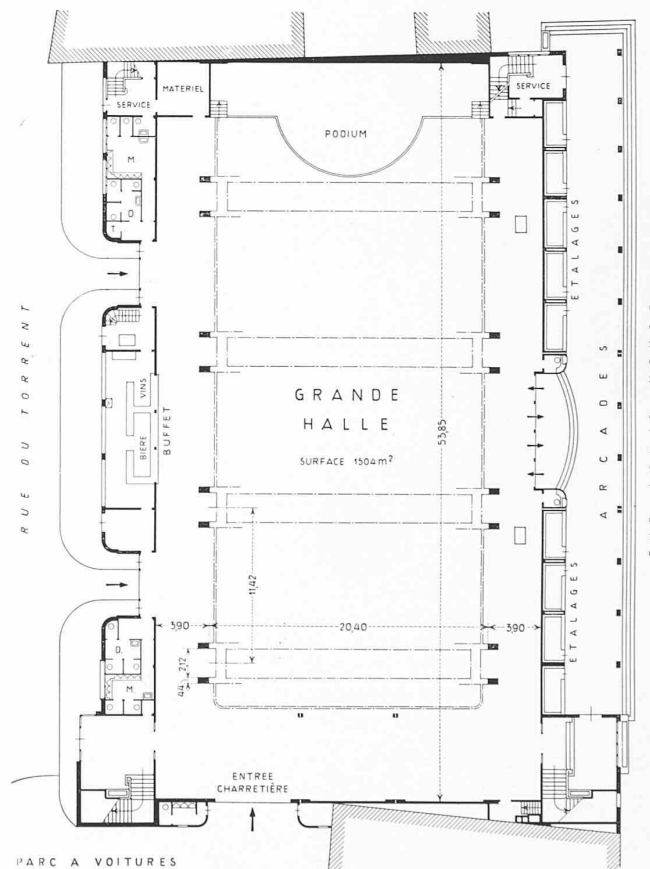 SERVICE
MATERIEL
SERVICE
PODIUM
M.
D.
T
ETALAGES
RUE DU TORRENT
VINS
BIERE
BUFFET
GRANDE
HALLE
SURFACE 1504 m²
53,85
ARCADES
11,42
ETALAGES
3,90
20,40
3,90
D.
M.
2,12
44
ENTREE
CHARRETIÈRE
PARC A VOITURES